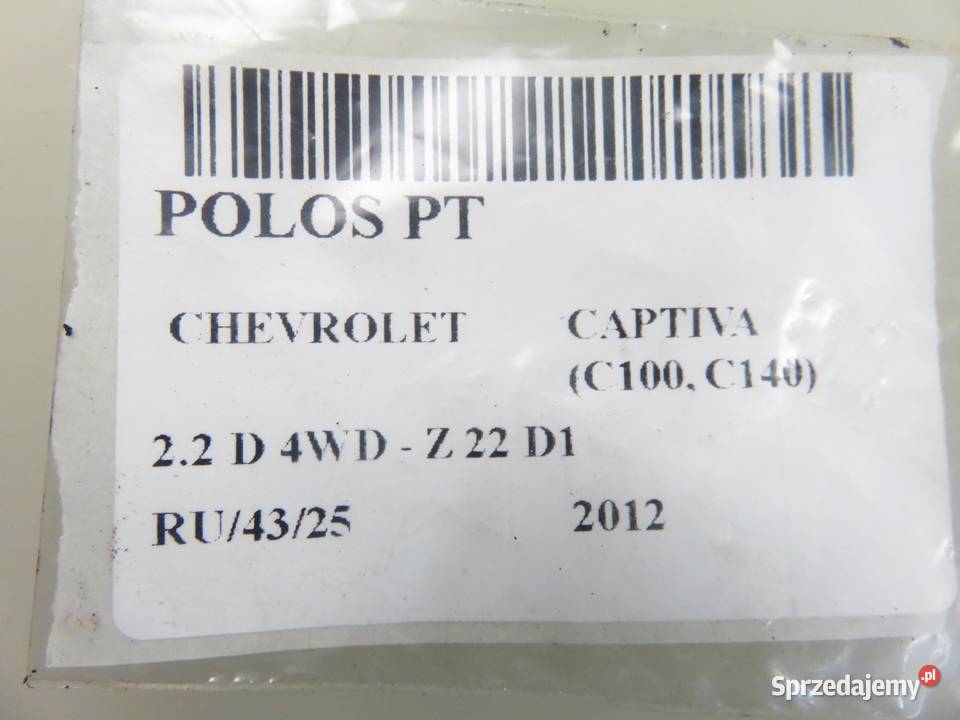 POLOS PT
CHEVROLET CAPTIVA
(C100, C140)
2.2 D 4WD - Z 22 D1
RU/43/25 2012
Sprzedajemy.pl